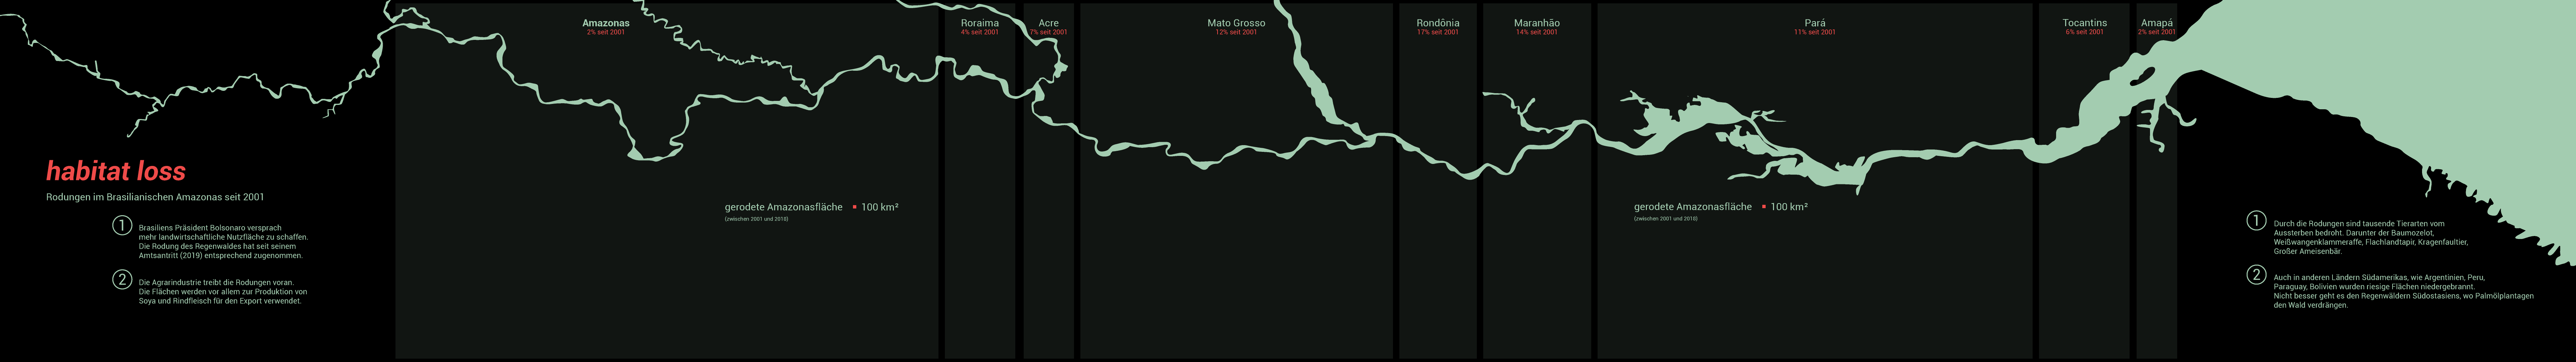 Amazonas
2% seit 2001
Roraima
4% seit 2001
Acre
7% seit 2001
Mato Grosso
12% seit 2001
Rondônia
17% seit 2001
Maranhão
14% seit 2001
Pará
11% seit 2001
Tocantins
6% seit 2001
Amapá
2% seit 2001
habitat loss
Rodungen im Brasilianischen Amazonas seit 2001
1
Brasiliens Präsident Bolsonaro versprach
mehr landwirtschaftliche Nutzfläche zu schaffen.
Die Rodung des Regenwaldes hat seit seinem
Amtsantritt (2019) entsprechend zugenommen.
2
Die Agrarindustrie treibt die Rodungen voran.
Die Flächen werden vor allem zur Produktion von
Soya und Rindfleisch für den Export verwendet.
gerodete Amazonasfläche 100 km²
(zwischen 2001 und 2018)
gerodete Amazonasfläche 100 km²
(zwischen 2001 und 2018)
1
Durch die Rodungen sind tausende Tierarten vom
Aussterben bedroht. Darunter der Baumozelot,
Weißwangenklammeraffe, Flachlandtapir, Kragenfaultier,
Großer Ameisenbär.
2
Auch in anderen Ländern Südamerikas, wie Argentinien, Peru,
Paraguay, Bolivien wurden riesige Flächen niedergebrannt.
Nicht besser geht es den Regenwäldern Südostasiens, wo Palmölplantagen
den Wald verdrängen.